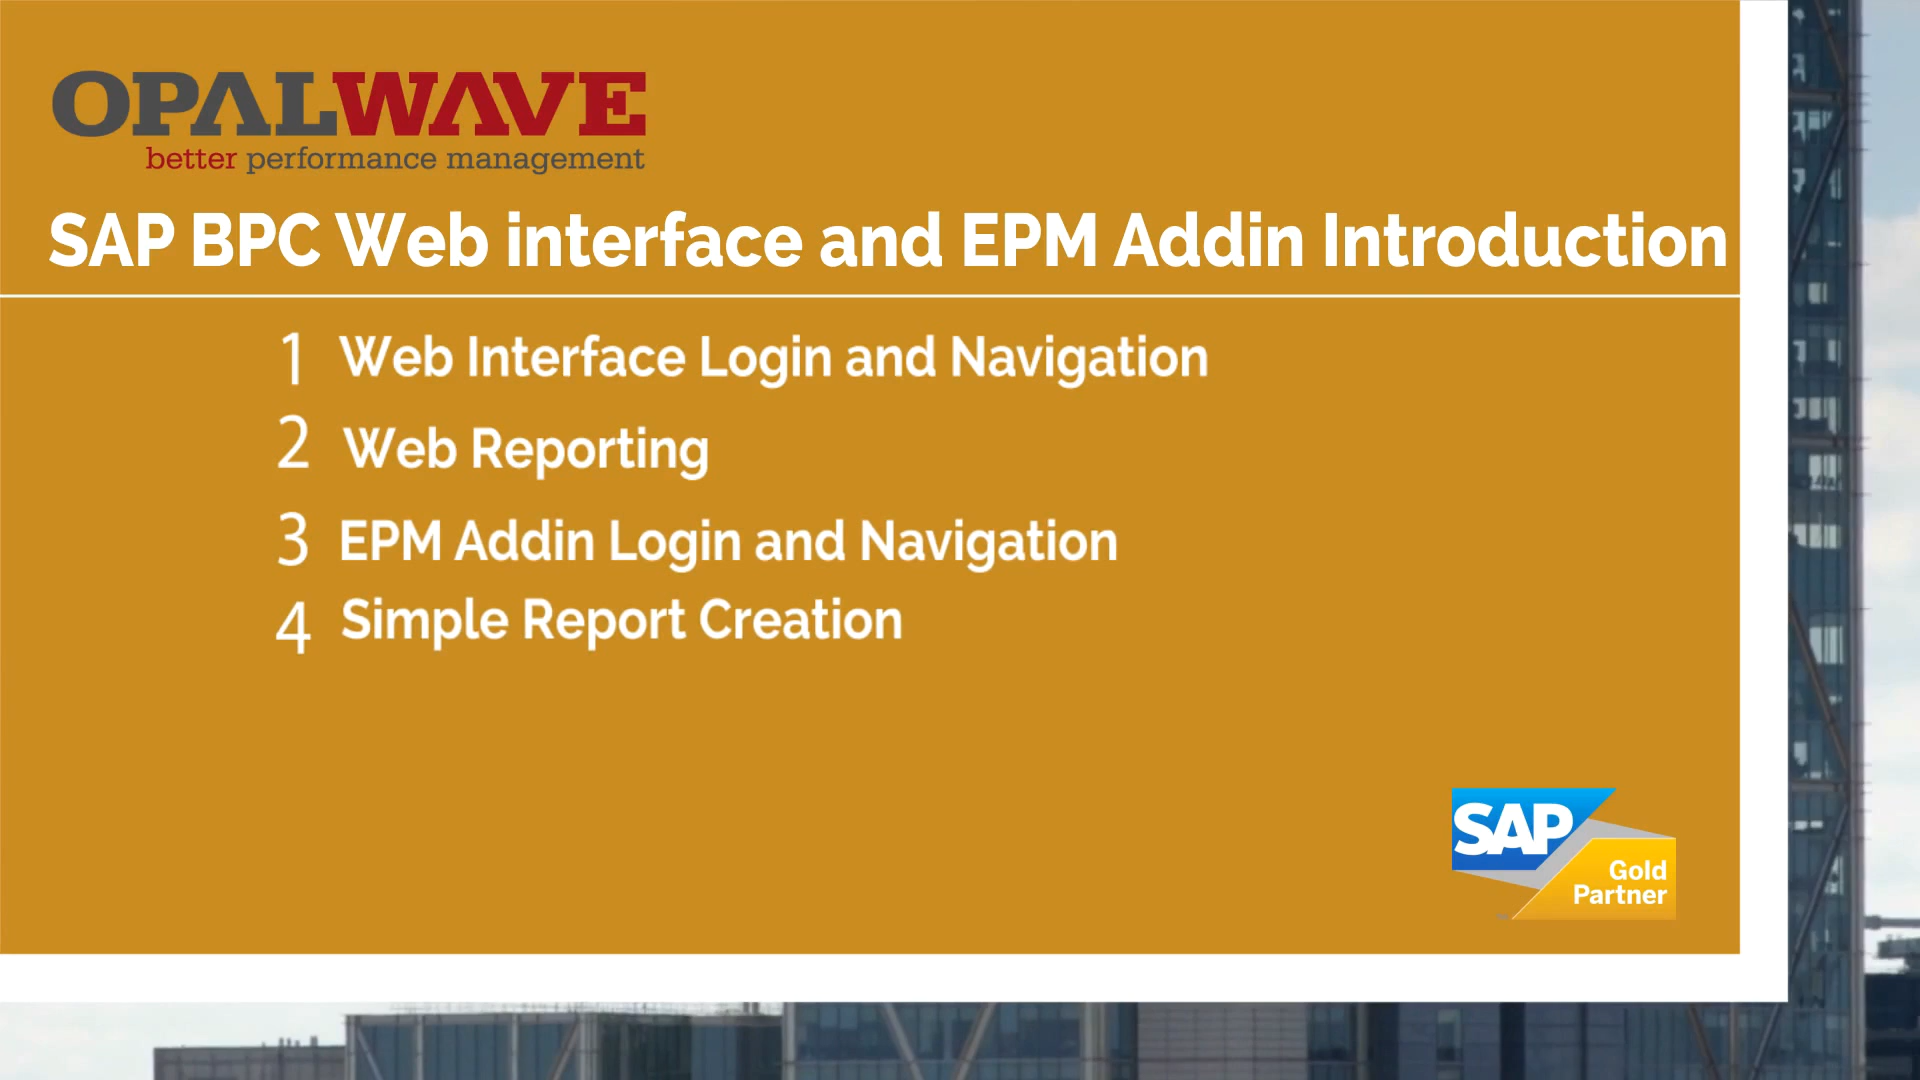 OPALWAVE
better performance management
SAP BPC Web interface and EPM Addin Introduction
1 Web Interface Login and Navigation
2 Web Reporting
3 EPM Addin Login and Navigation
4 Simple Report Creation
SAP
Gold
Partner